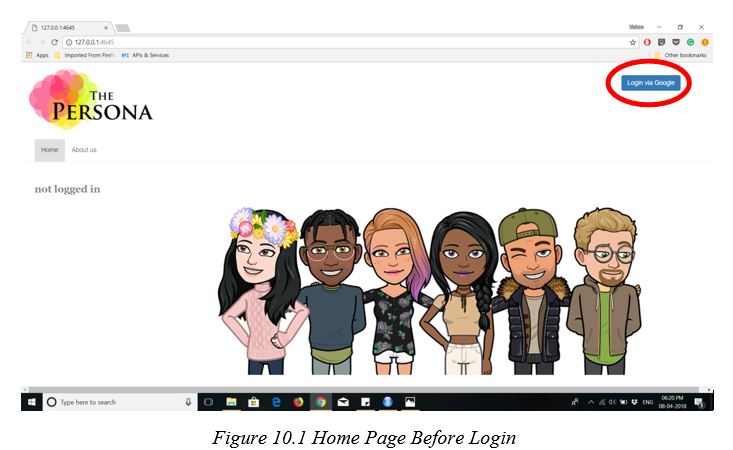 127.0.0.1:4645
127.0.0.1:4645
Apps
Imported From Firef
APIs & Services
Other bookmarks
THE
PERSONA
Login via Google
Home
About us
not logged in
Type here to search
ENG
06:20 PM
08-04-2018
Figure 10.1 Home Page Before Login